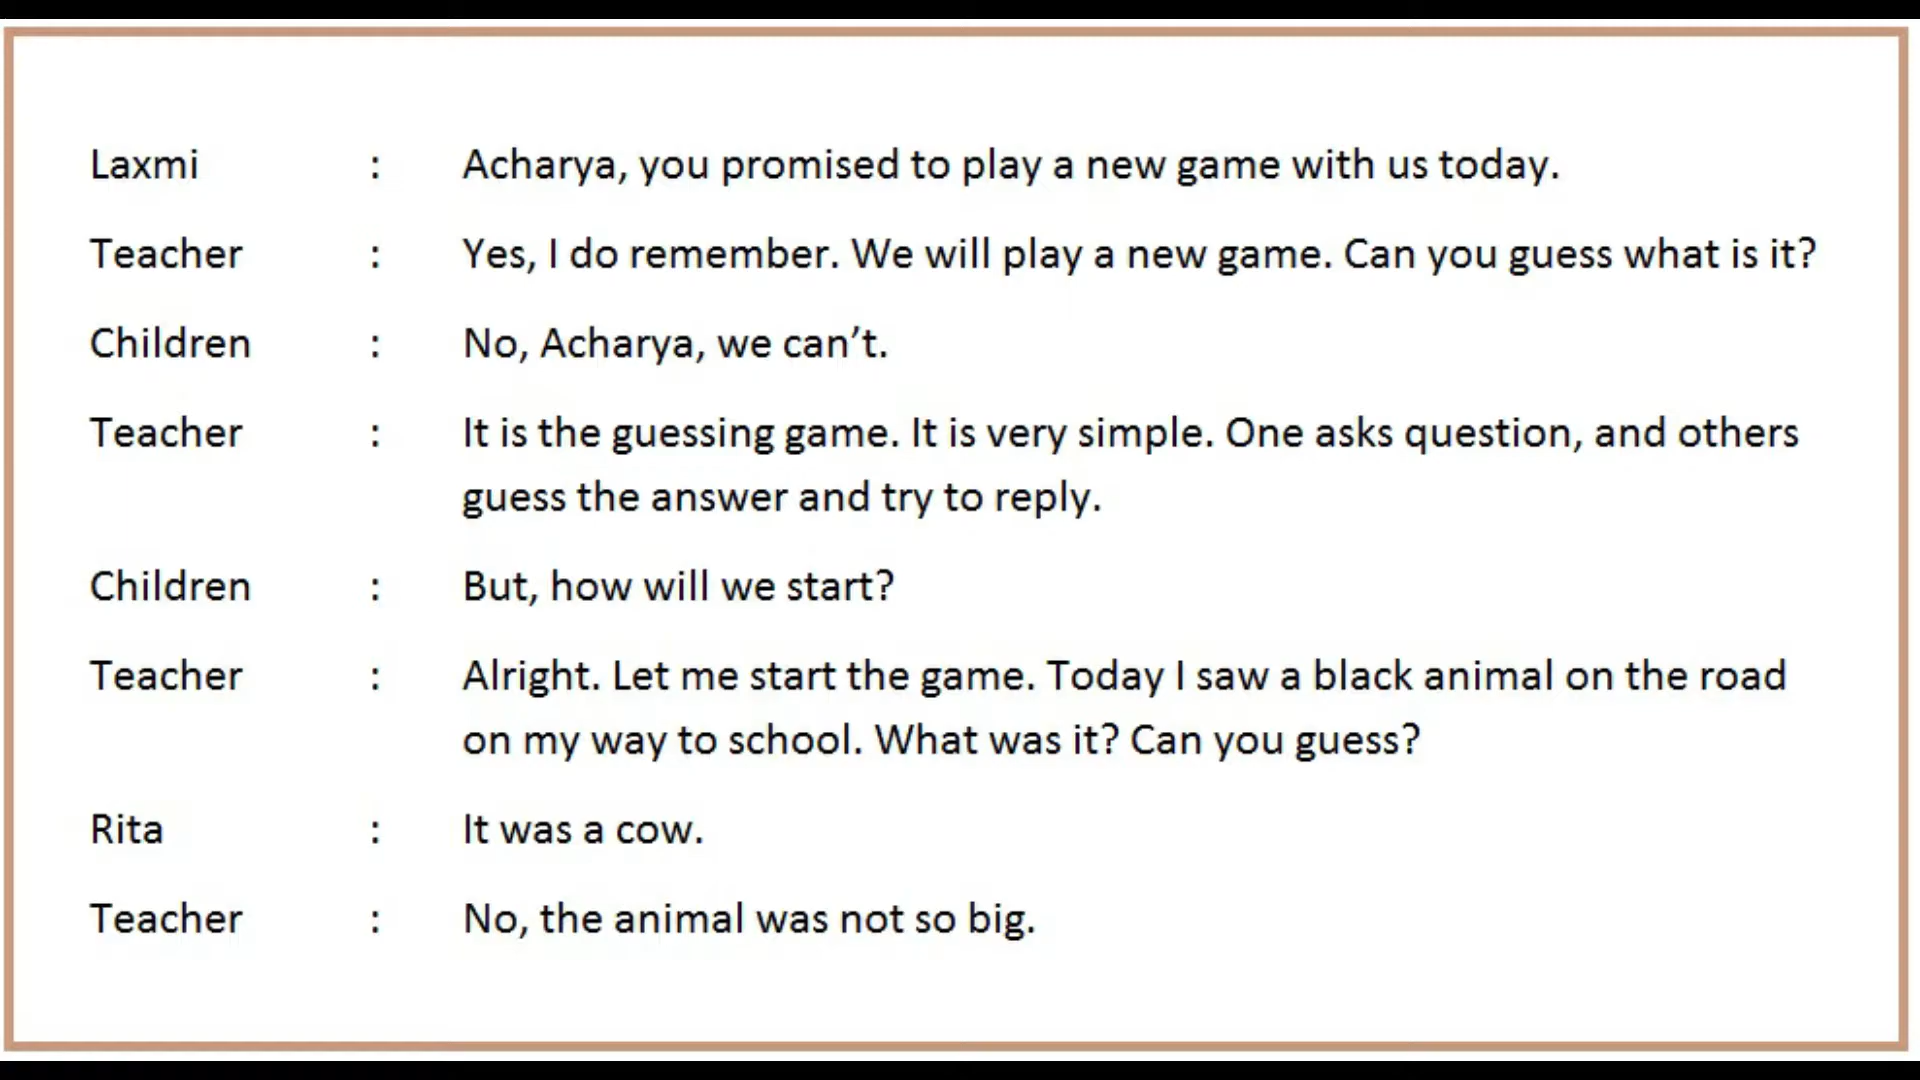 Laxmi : Acharya, you promised to play a new game with us today.
Teacher : Yes, I do remember. We will play a new game. Can you guess what is it?
Children : No, Acharya, we can’t.
Teacher : It is the guessing game. It is very simple. One asks question, and others
guess the answer and try to reply.
Children : But, how will we start?
Teacher : Alright. Let me start the game. Today I saw a black animal on the road
on my way to school. What was it? Can you guess?
Rita : It was a cow.
Teacher : No, the animal was not so big.